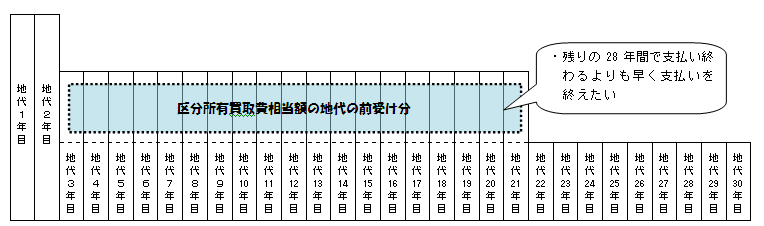 ・残りの 28 年間で支払い終
わるよりも早く支払いを
終えたい
区分所有買取費相当額の地代の前受け分
地代1年目
地代2年目
地代3年目
地代4年目
地代5年目
地代6年目
地代7年目
地代8年目
地代9年目
地代10年目
地代11年目
地代12年目
地代13年目
地代14年目
地代15年目
地代16年目
地代17年目
地代18年目
地代19年目
地代20年目
地代21年目
地代22年目
地代23年目
地代24年目
地代25年目
地代26年目
地代27年目
地代28年目
地代29年目
地代30年目